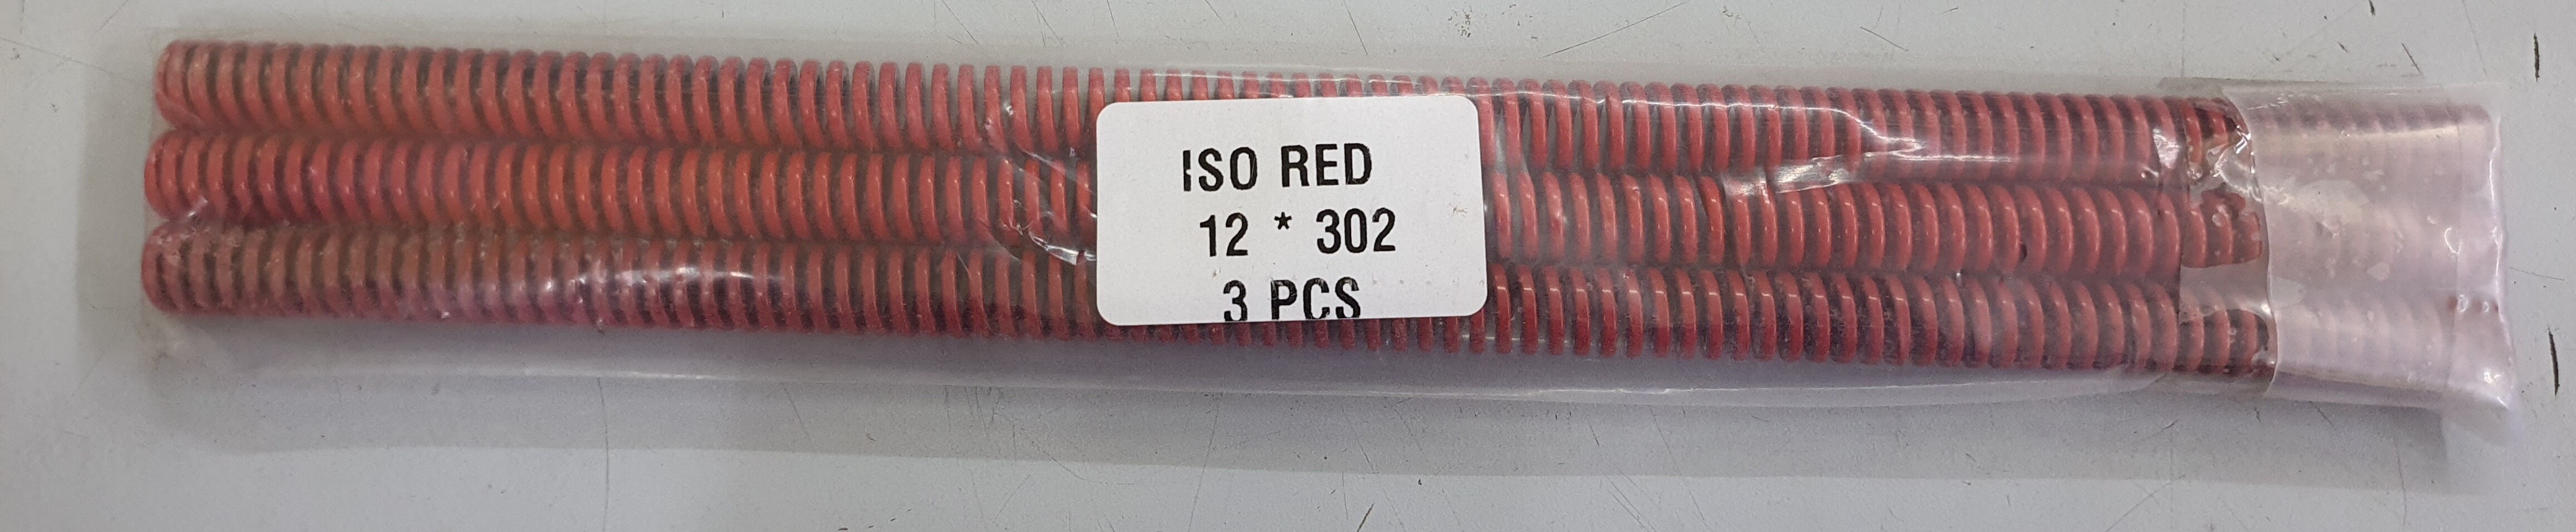 ISO RED
12 * 302
3 PCS